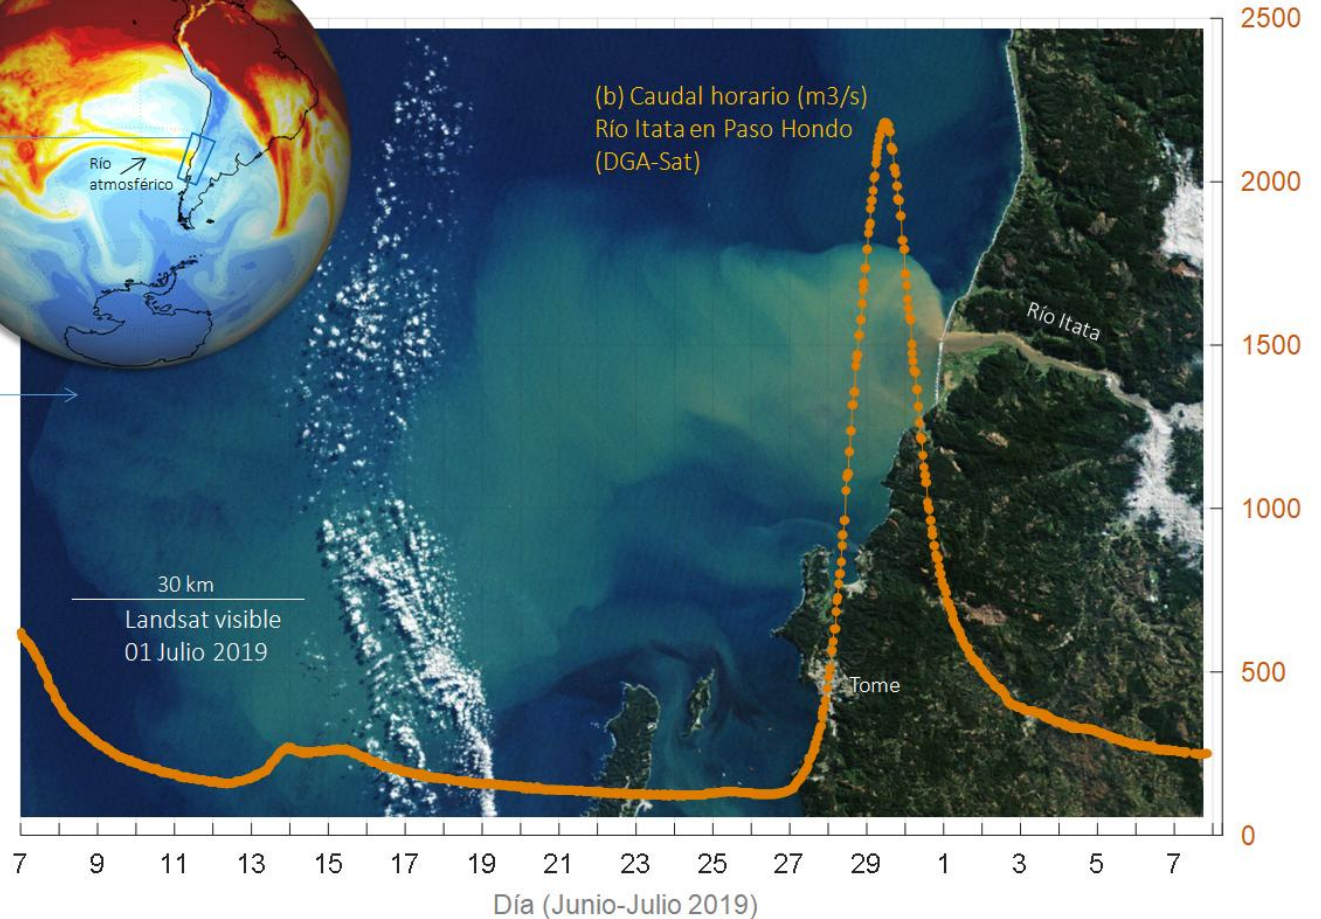 (b) Caudal horario (m3/s)
Río Itata en Paso Hondo
(DGA-Sat)
Río
atmosférico
Río Itata
30 km
Landsat visible
01 Julio 2019
Tome
2500
2000
1500
1000
500
0
7 9 11 13 15 17 19 21 23 25 27 29 1 3 5 7
Día (Junio-Julio 2019)